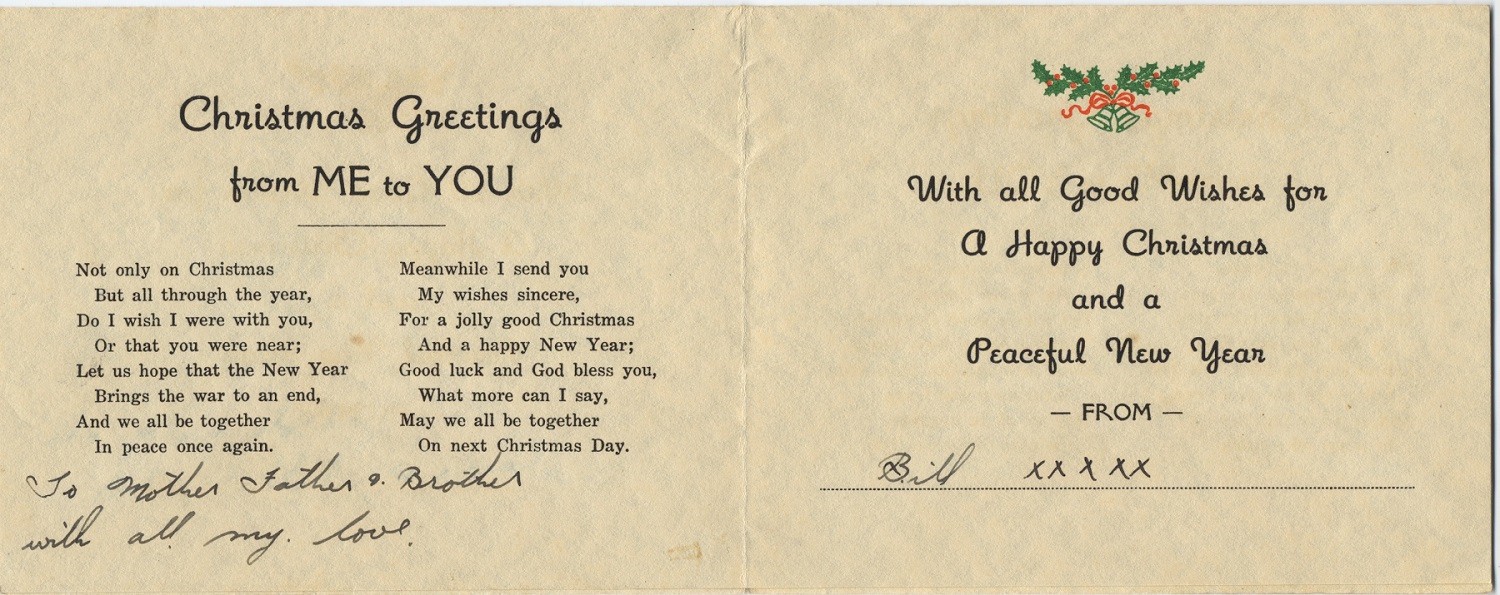 Christmas Greetings
from ME to YOU
Not only on Christmas
But all through the year,
Do I wish I were with you,
Or that you were near;
Let us hope that the New Year
Brings the war to an end,
And we all be together
In peace once again.
Meanwhile I send you
My wishes sincere,
For a jolly good Christmas
And a happy New Year;
Good luck and God bless you,
What more can I say,
May we all be together
On next Christmas Day.
To Mother Father & Brother
with all my love.
With all Good Wishes for
A Happy Christmas
and a
Peaceful New Year
— FROM —
Bill xx x xx